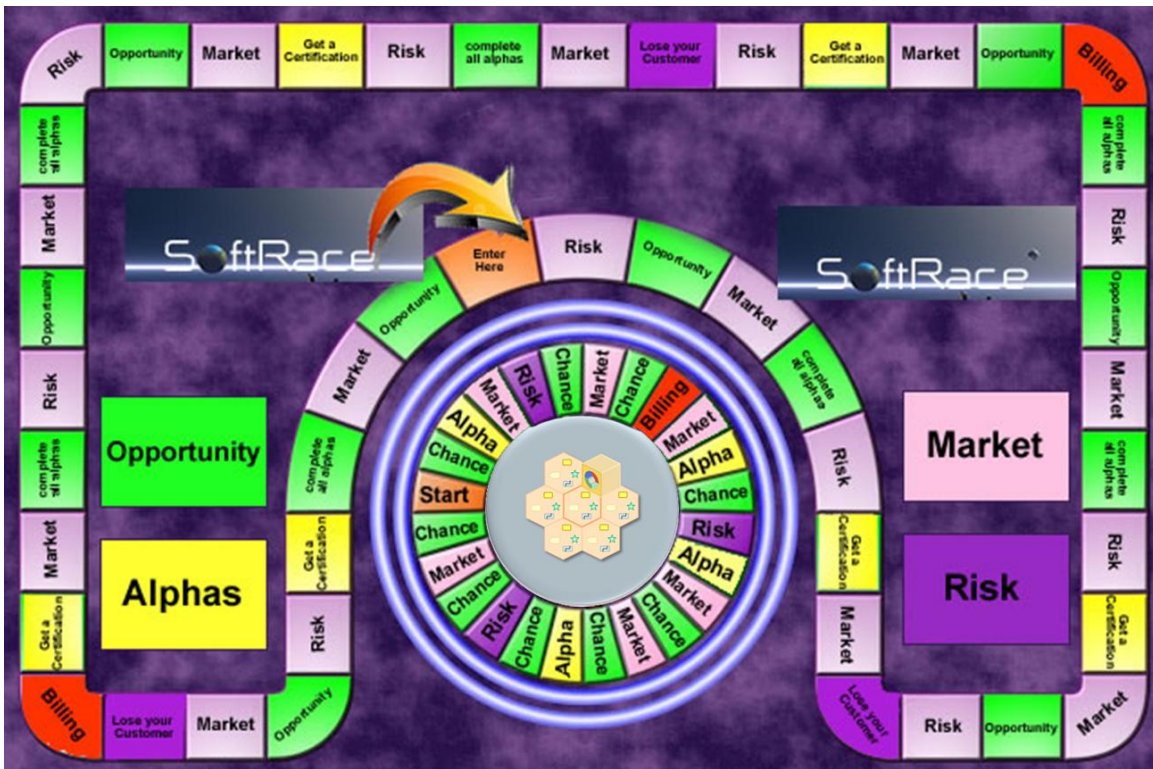 Risk
Opportunity
Market
Get a
Certification
Risk
complete
all alphas
Market
Lose your
Customer
Risk
Get a
Certification
Market
Opportunity
Billing
complete
all alphas
Risk
Opportunity
Market
complete
all alphas
Risk
Get a
Certification
Market
Opportunity
Risk
Lose your
Customer
Market
Get a
Certification
Risk
complete
all alphas
Market
Opportunity
Risk
Enter
Here
Opportunity
Market
complete
all alphas
Get a
Certification
Risk
Opportunity
Market
Lose your
Customer
Billing
Get a
Certification
Market
complete
all alphas
Risk
Opportunity
Market
complete
all alphas
SoftRace
SoftRace
Opportunity
Alphas
Market
Risk
Start
Chance
Alpha
Market
Risk
Chance
Market
Chance
Billing
Market
Alpha
Chance
Risk
Alpha
Market
Chance
Market
Chance
Alpha
Chance
Risk
Chance
Market
Chance